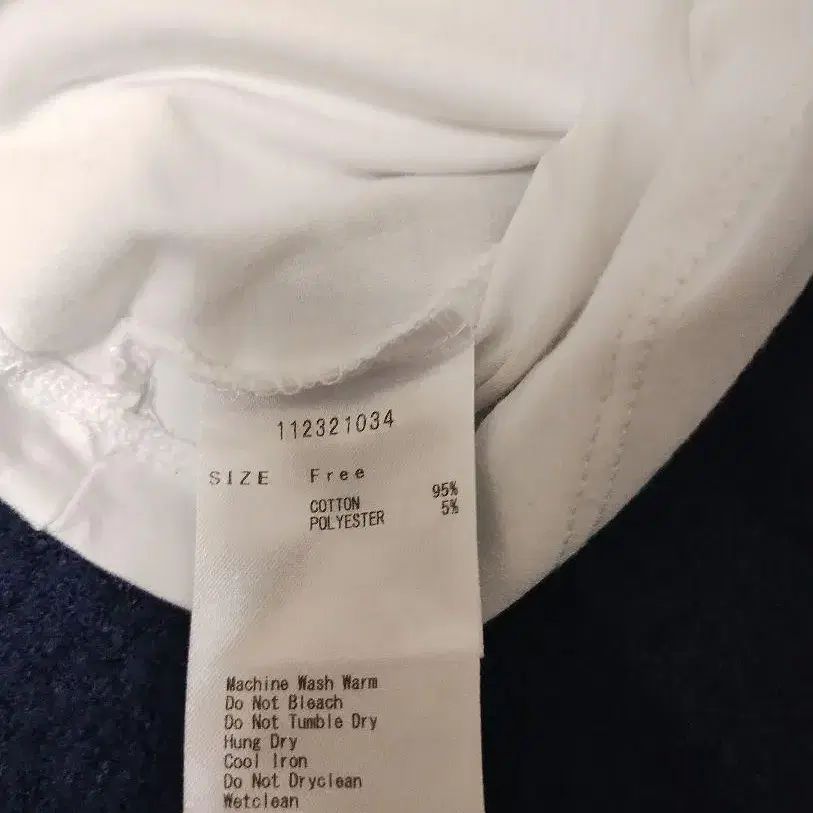 112321034
SIZE Free
COTTON 95%
POLYESTER 5%
Machine Wash Warm
Do Not Bleach
Do Not Tumble Dry
Hung Dry
Cool Iron
Do Not Dryclean
Wetclean